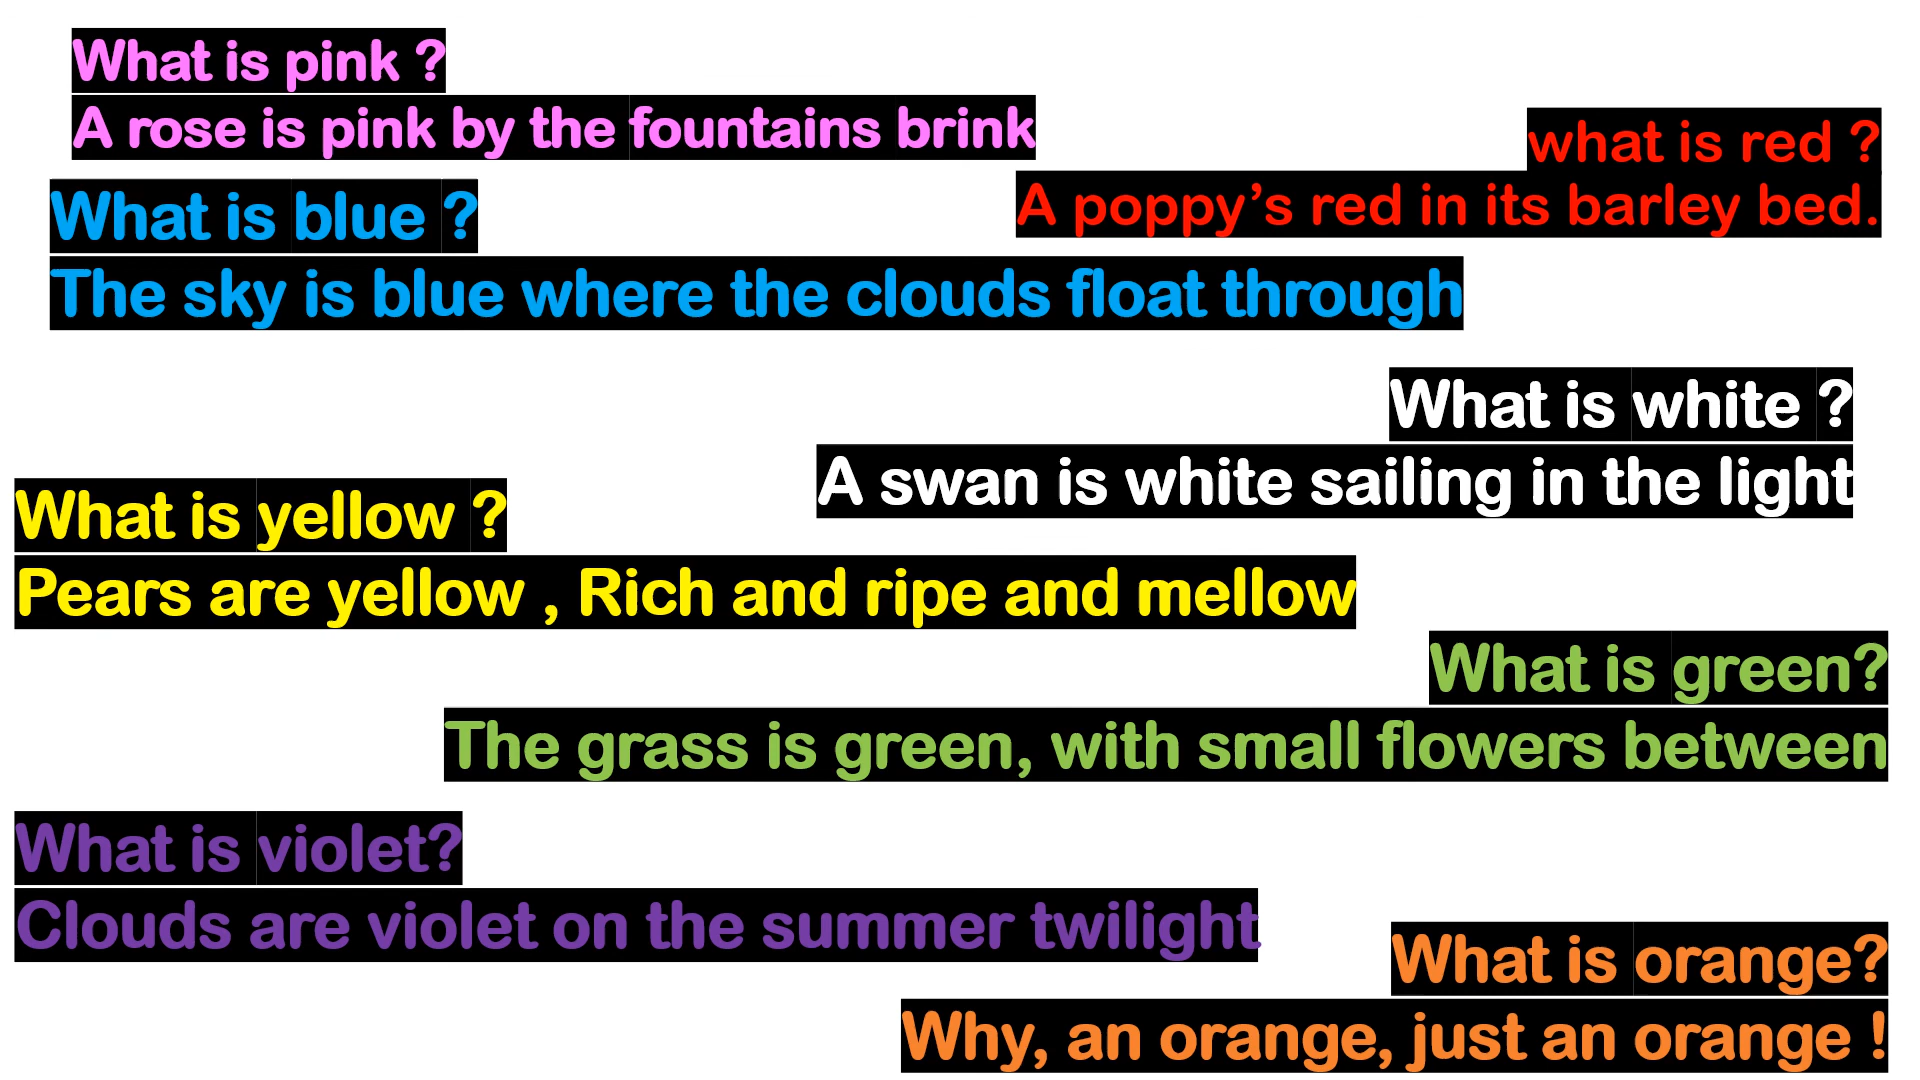 What is pink ?
A rose is pink by the fountains brink
what is red ?
A poppy’s red in its barley bed.
What is blue ?
The sky is blue where the clouds float through
What is white ?
A swan is white sailing in the light
What is yellow ?
Pears are yellow , Rich and ripe and mellow
What is green?
The grass is green, with small flowers between
What is violet?
Clouds are violet on the summer twilight
What is orange?
Why, an orange, just an orange !